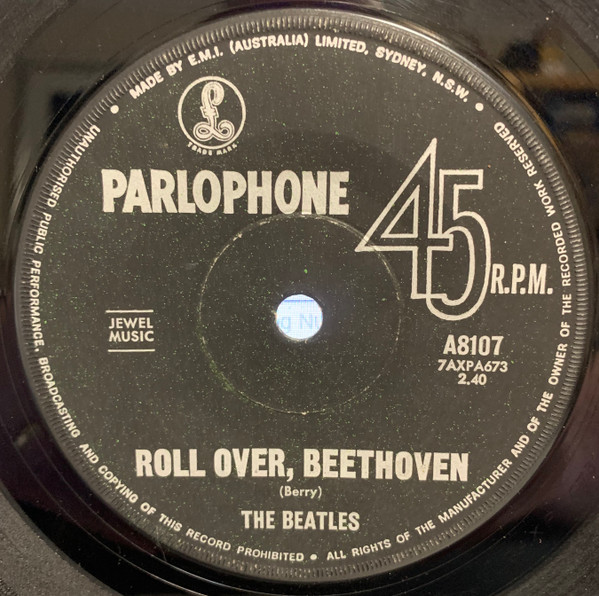 MADE BY E.M.I. (AUSTRALIA) LIMITED, SYDNEY, N.S.W. •
UNAUTHORISED PUBLIC PERFORMANCE, BROADCASTING AND COPYING OF THIS RECORD PROHIBITED • ALL RIGHTS OF THE MANUFACTURER AND OF THE OWNER OF THE RECORDED WORK RESERVED •
£
TRADE MARK
PARLOPHONE
45 R.P.M.
JEWEL
MUSIC
A8107
7AXPA673
2.40
ROLL OVER, BEETHOVEN
(Berry)
THE BEATLES